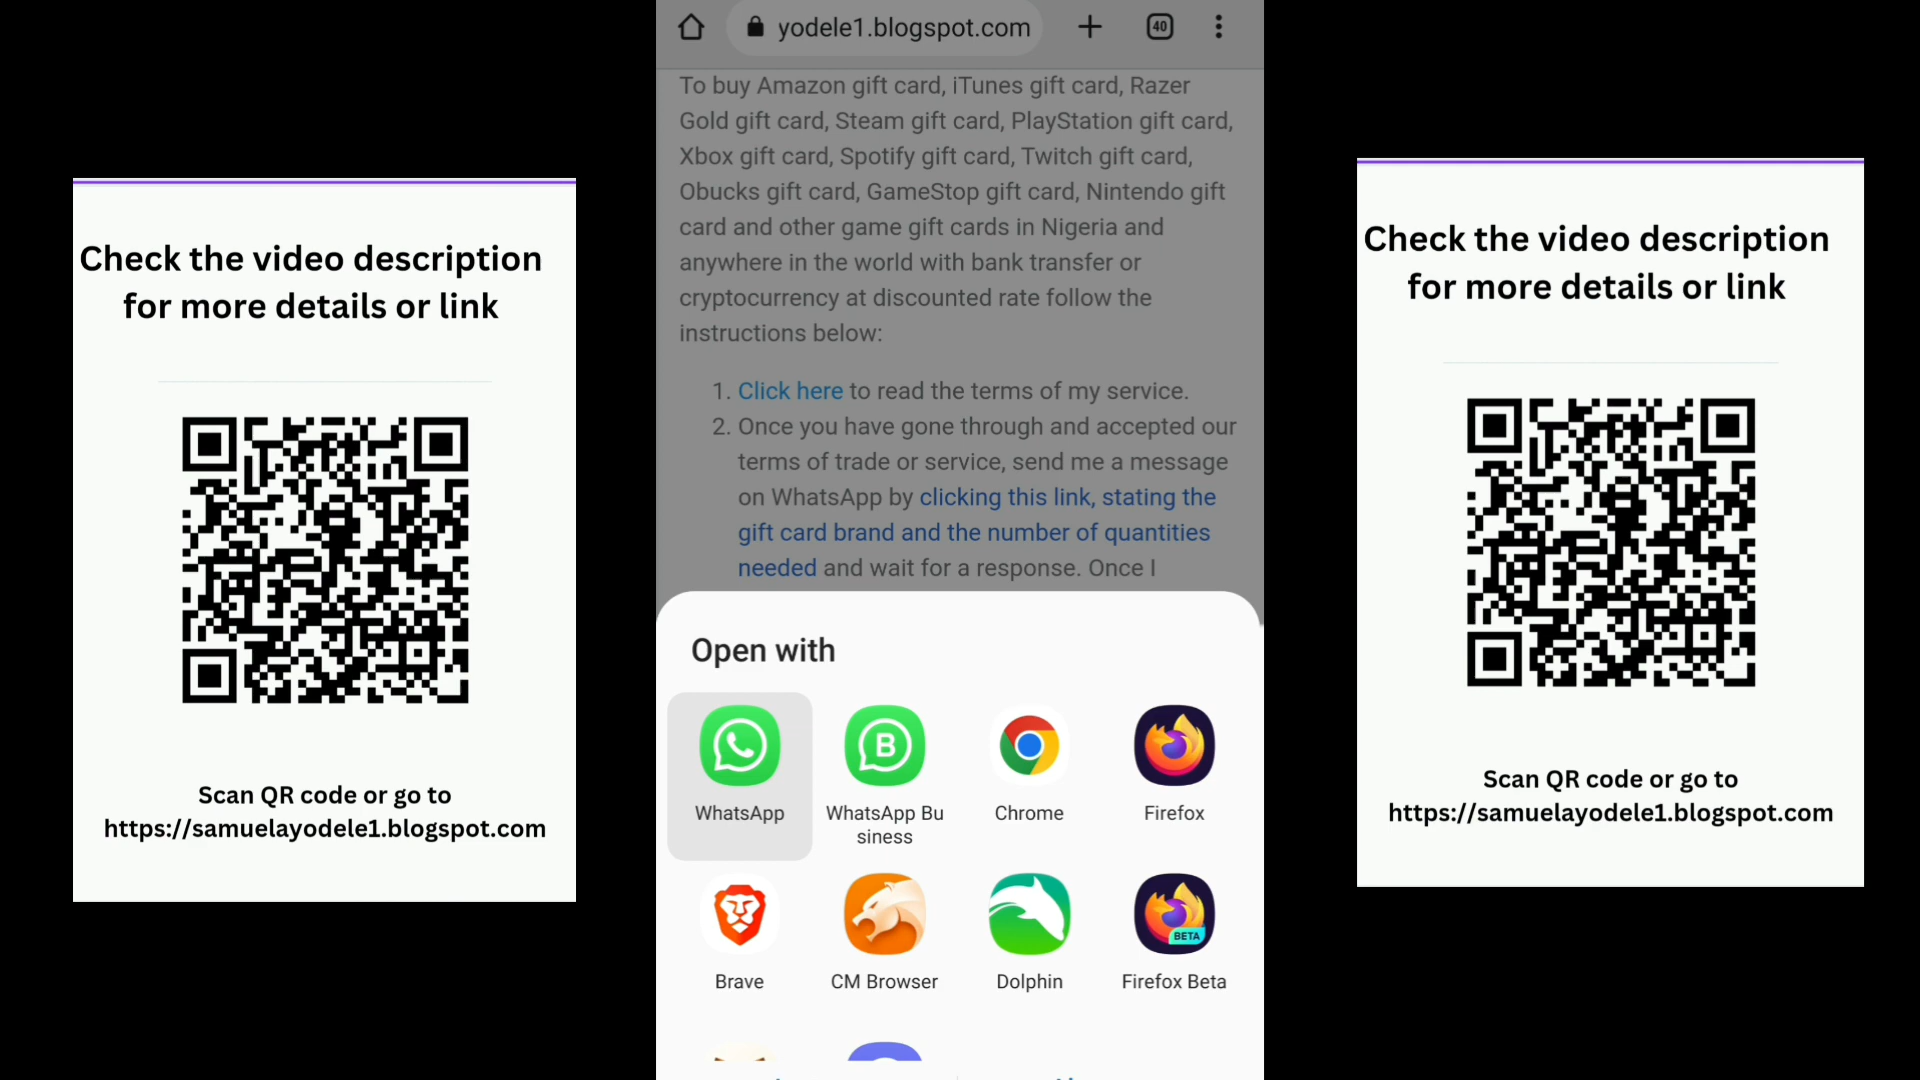 Check the video description
for more details or link
Scan QR code or go to
https://samuelayodele1.blogspot.com
yodele1.blogspot.com
40
To buy Amazon gift card, iTunes gift card, Razer
Gold gift card, Steam gift card, PlayStation gift card,
Xbox gift card, Spotify gift card, Twitch gift card,
Obucks gift card, GameStop gift card, Nintendo gift
card and other game gift cards in Nigeria and
anywhere in the world with bank transfer or
cryptocurrency at discounted rate follow the
instructions below:
1. Click here to read the terms of my service.
2. Once you have gone through and accepted our
terms of trade or service, send me a message
on WhatsApp by clicking this link, stating the
gift card brand and the number of quantities
needed and wait for a response. Once I
Open with
WhatsApp
B
WhatsApp Bu
siness
Chrome
Firefox
Brave
CM Browser
Dolphin
BETA
Firefox Beta
Check the video description
for more details or link
Scan QR code or go to
https://samuelayodele1.blogspot.com